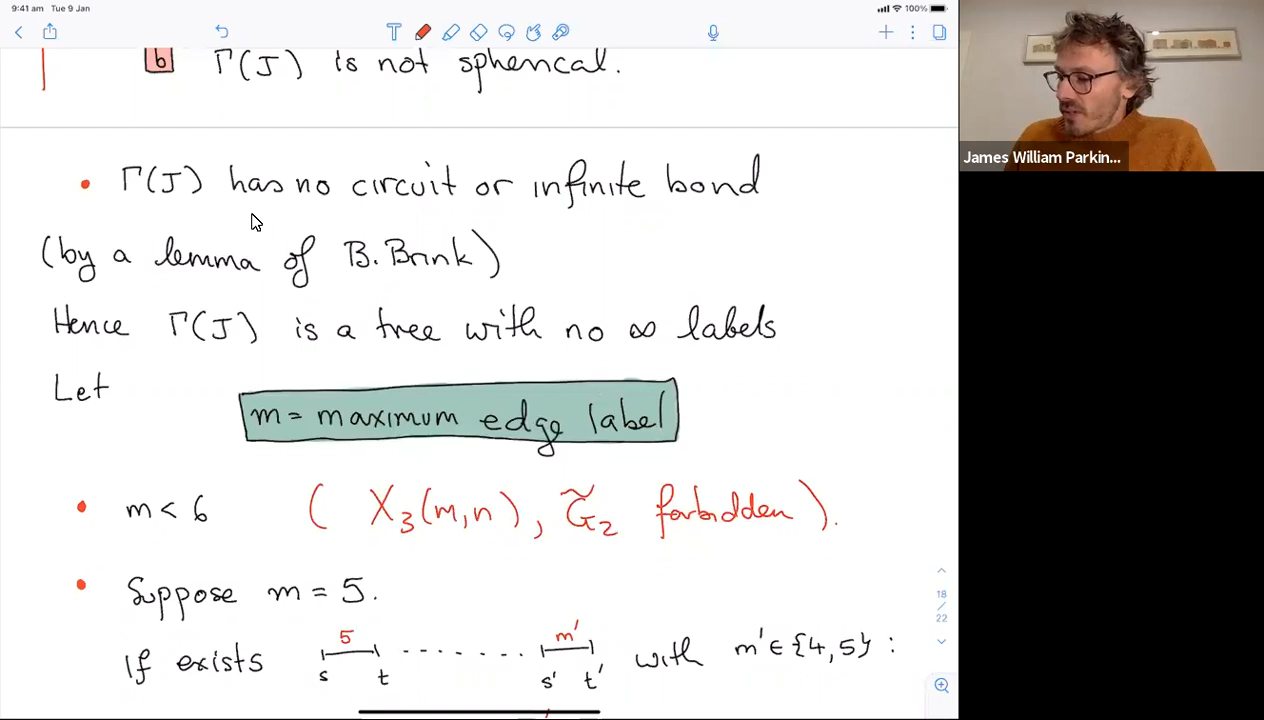 9:41 am Tue 9 Jan
100%
b Γ(J) is not spherical.
• Γ(J) has no circuit or infinite bond
(by a lemma of B. Brink)
Hence Γ(J) is a tree with no ∞ labels
Let
m = maximum edge label
• m < 6 ( X₃(m,n), G̃₂ forbidden ).
• Suppose m = 5.
If exists 5 s t ........ m' s' t' with m' ∈ {4,5} :
18
/
22
James William Parkin...